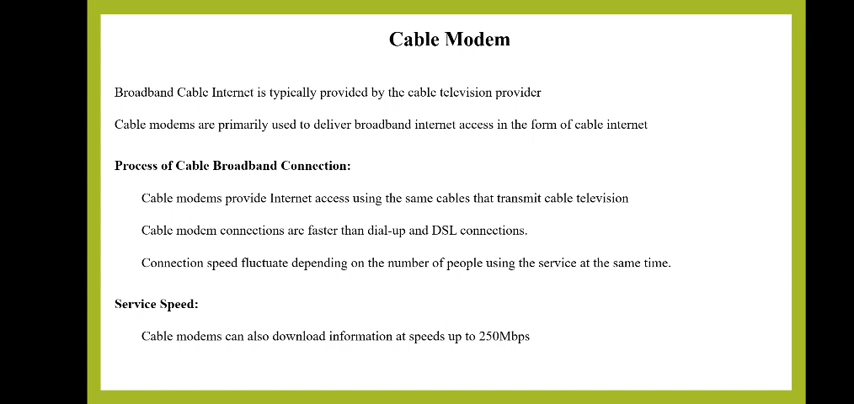 Cable Modem
Broadband Cable Internet is typically provided by the cable television provider
Cable modems are primarily used to deliver broadband internet access in the form of cable internet
Process of Cable Broadband Connection:
Cable modems provide Internet access using the same cables that transmit cable television
Cable modem connections are faster than dial-up and DSL connections.
Connection speed fluctuate depending on the number of people using the service at the same time.
Service Speed:
Cable modems can also download information at speeds up to 250Mbps